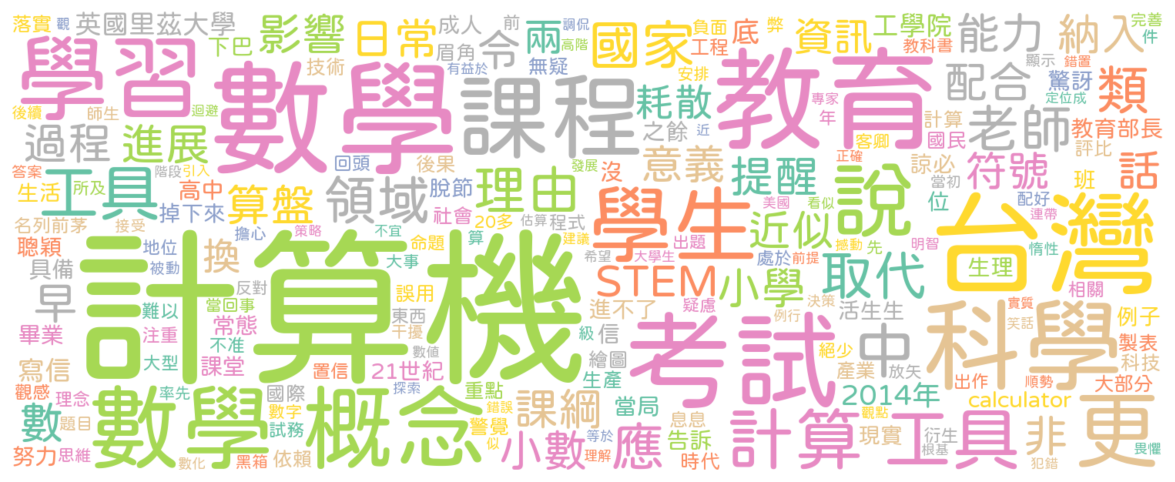 落實 觀 英國里茲大學 下巴 影響 日常 成人 前 令 兩 調侃 高階 國家 負面 工程 底 弊 資訊 工學院 教科書 能力 納入 完善 件
學習 眉角 技術 有益於 無疑 安排 顯示 錯置
數學 課程 教育 耗散 配合 驚訝 類
後續 師生 迴避 之餘 近 專家 年 計算 定位成
過程 進展 意義 客卿 國民 老師 教育部長 評比
答案 階段 引入 回頭 後果 理由 發展 沒 提醒 正確 諒必 符號 話
工具 生活 所及 高中 算盤 領域 脫節 美國 看似 說 當初 班 配好
名列前茅 接受 掉下來 社會 20多 估算 程式 學生 位 連帶 台灣
聰穎 擔心 策略 不宜 命題 算 建議 近似 出題 撼動 先 明智 惰性
地位 換 大事 希望 大學生 處於 前提 生理
具備 被動 計算機 反對 STEM 小學 取代 相關
早 難以 當回事 誤用 東西 進不了 疑慮 例行 決策 活生生 實質 例子
畢業 注重 常態 干擾 級 信 考試 中 科學 笑話 製表
大型 不准 課堂 數值 繪圖 絕少 產業 放矢 科技
寫信 置信 21世紀 探索 生產 出作 順勢 大部分
觀感 理念 率先 數學 概念 國際 重點 課綱 當局 2014年 calculator
數 題目 數字 試務 錯誤 警覺 息息 觀點 更
努力 思維 數化 黑箱 依賴 似 小數 等於 理解 應 告訴 時代 計算 工具 現實 衍生 根基 非 犯錯 畏懼